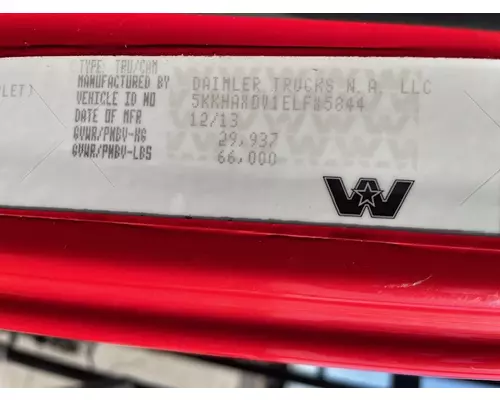 TYPE: TRU/CAM
PLET)
MANUFACTURED BY DAIMLER TRUCKS N.A. LLC
VEHICLE ID NO
DATE OF MFR 12/13
GVWR/PNBV-KG 29,937
GVWR/PNBV-LBS 66,000
W